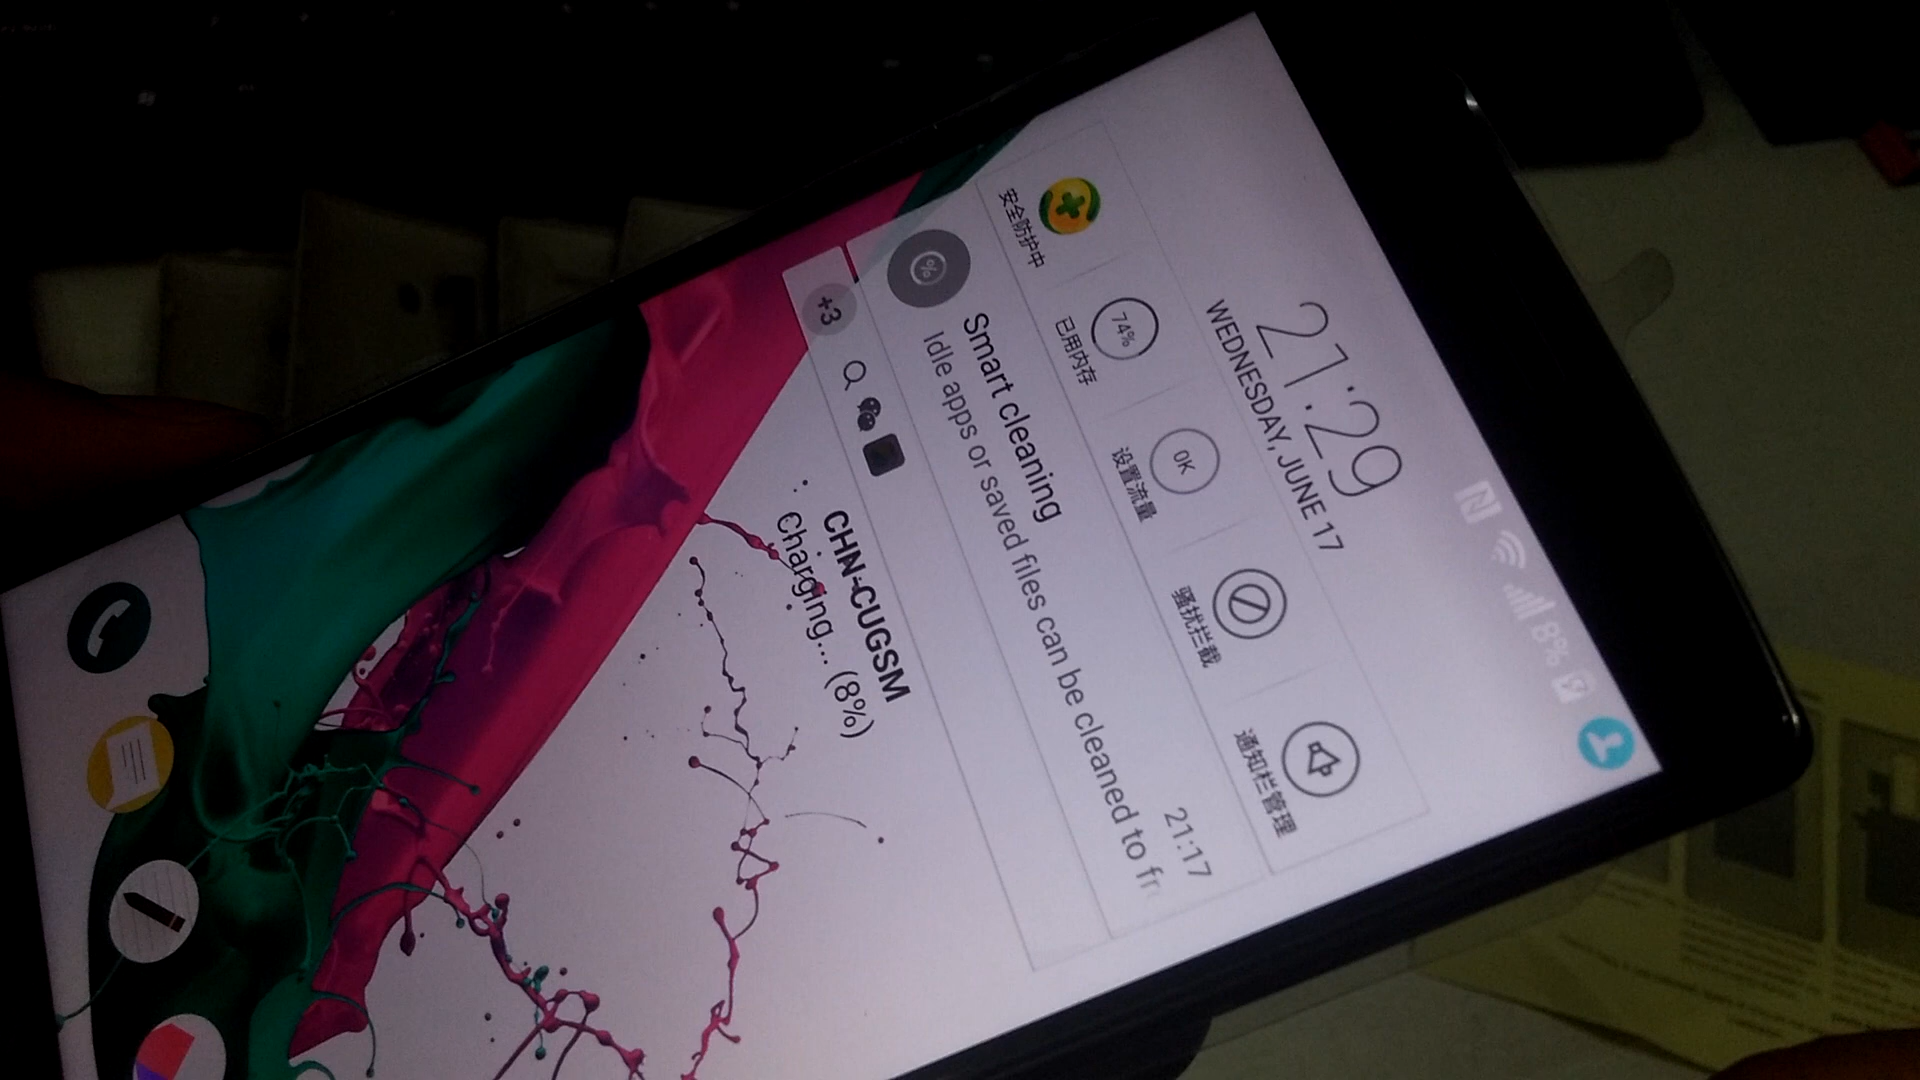 8%
21:29
WEDNESDAY, JUNE 17
安全防护中
74%
已用内存
0K
设置流量
骚扰拦截
通知栏管理
%
Smart cleaning
21:17
Idle apps or saved files can be cleaned to fr
+3
CHN-CUGSM
Charging... (8%)